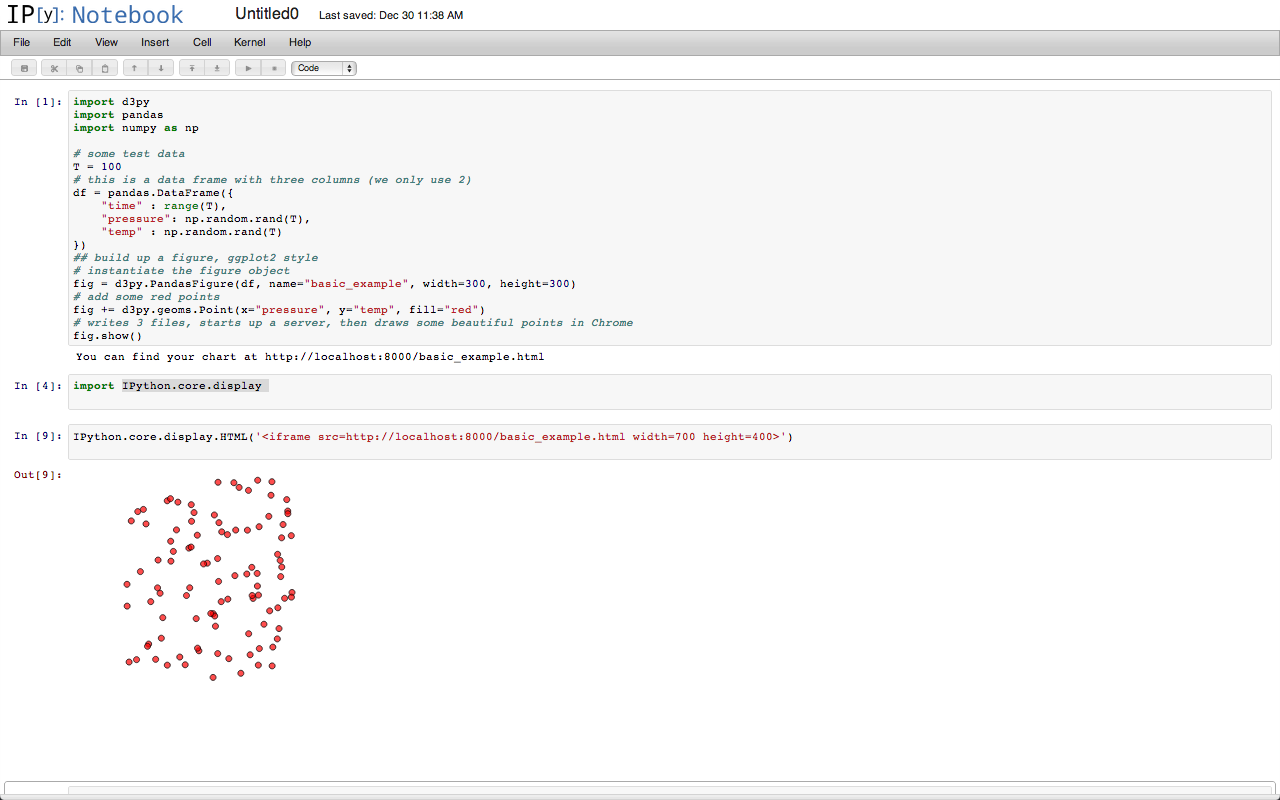 IP[y]: Notebook Untitled0 Last saved: Dec 30 11:38 AM
File Edit View Insert Cell Kernel Help
Code
In [1]: import d3py
import pandas
import numpy as np
# some test data
T = 100
# this is a data frame with three columns (we only use 2)
df = pandas.DataFrame({
    "time" : range(T),
    "pressure": np.random.rand(T),
    "temp" : np.random.rand(T)
})
## build up a figure, ggplot2 style
# instantiate the figure object
fig = d3py.PandasFigure(df, name="basic_example", width=300, height=300)
# add some red points
fig += d3py.geoms.Point(x="pressure", y="temp", fill="red")
# writes 3 files, starts up a server, then draws some beautiful points in Chrome
fig.show()
You can find your chart at http://localhost:8000/basic_example.html
In [4]: import IPython.core.display
In [9]: IPython.core.display.HTML('<iframe src=http://localhost:8000/basic_example.html width=700 height=400>')
Out[9]: